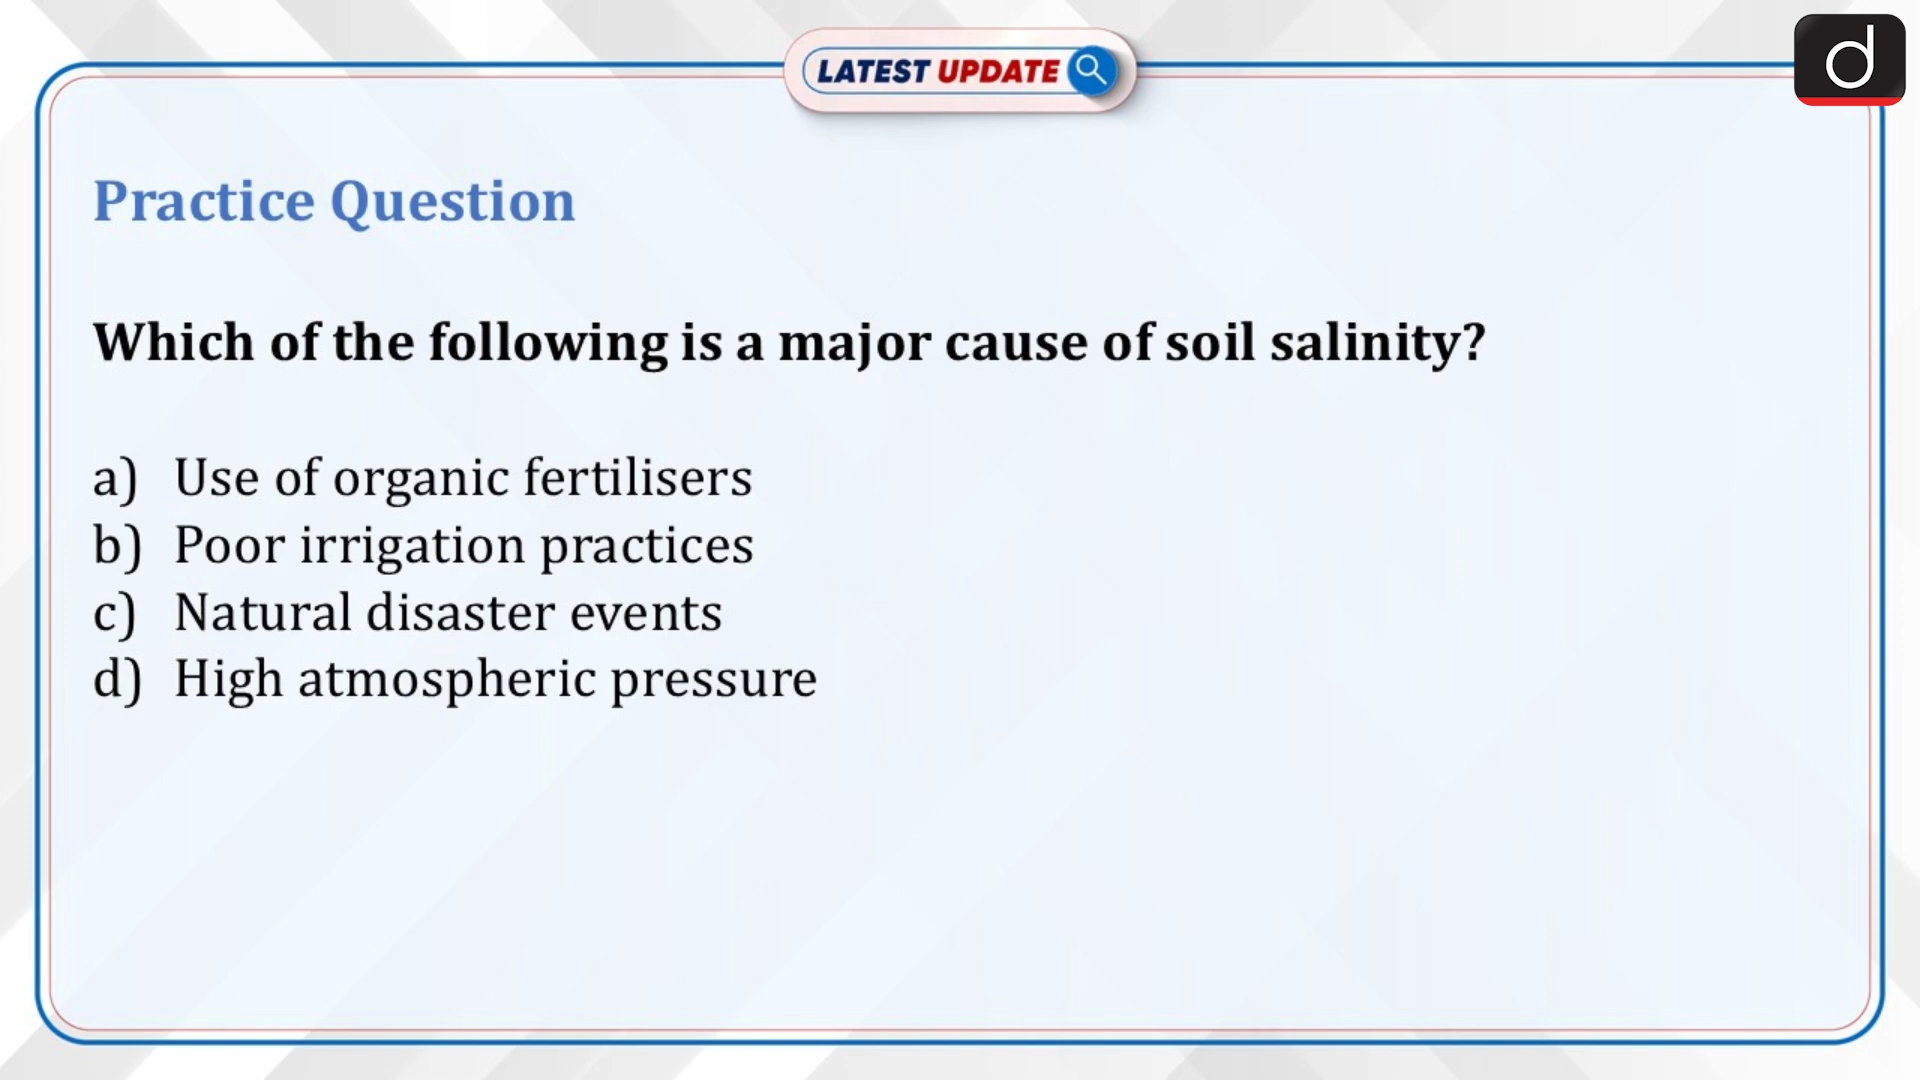 LATEST UPDATE
d
Practice Question
Which of the following is a major cause of soil salinity?
a) Use of organic fertilisers
b) Poor irrigation practices
c) Natural disaster events
d) High atmospheric pressure